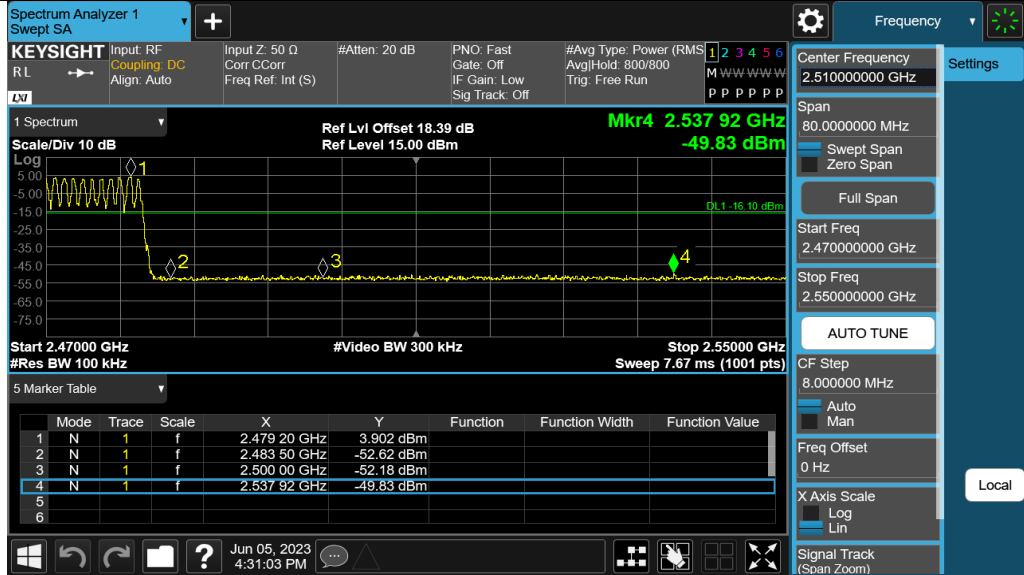 Spectrum Analyzer 1
Swept SA
+
Frequency
KEYSIGHT
R L
LXI
Input: RF
Coupling: DC
Align: Auto
Input Z: 50 Ω
Corr CCorr
Freq Ref: Int (S)
#Atten: 20 dB
PNO: Fast
Gate: Off
IF Gain: Low
Sig Track: Off
#Avg Type: Power (RMS
Avg|Hold: 800/800
Trig: Free Run
1 2 3 4 5 6
M W W W W W
P P P P P P
1 Spectrum
Scale/Div 10 dB
Ref Lvl Offset 18.39 dB
Ref Level 15.00 dBm
Mkr4 2.537 92 GHz
-49.83 dBm
Log
5.00
-5.00
-15.0
-25.0
-35.0
-45.0
-55.0
-65.0
-75.0
1
2
3
4
DL1 -16.10 dBm
Start 2.47000 GHz
#Video BW 300 kHz
Stop 2.55000 GHz
#Res BW 100 kHz
Sweep 7.67 ms (1001 pts)
5 Marker Table
Mode Trace Scale X Y Function Function Width Function Value
1 N 1 f 2.479 20 GHz 3.902 dBm
2 N 1 f 2.483 50 GHz -52.62 dBm
3 N 1 f 2.500 00 GHz -52.18 dBm
4 N 1 f 2.537 92 GHz -49.83 dBm
5
6
?
Jun 05, 2023
4:31:03 PM
Center Frequency
2.510000000 GHz
Span
80.0000000 MHz
Swept Span
Zero Span
Full Span
Start Freq
2.470000000 GHz
Stop Freq
2.550000000 GHz
AUTO TUNE
CF Step
8.000000 MHz
Auto
Man
Freq Offset
0 Hz
X Axis Scale
Log
Lin
Signal Track
(Span Zoom)
Settings
Local